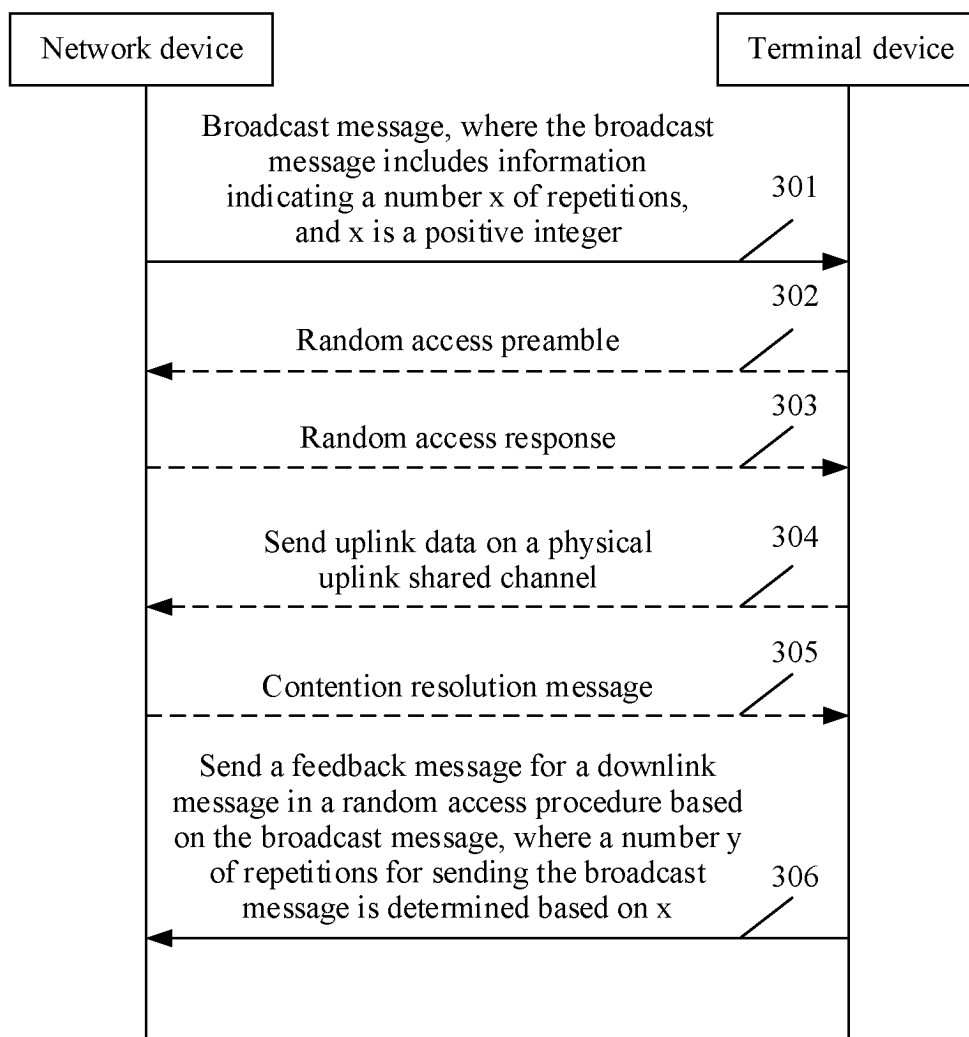 Network device
Terminal device
Broadcast message, where the broadcast
message includes information
indicating a number x of repetitions,
and x is a positive integer
301
302
Random access preamble
303
Random access response
304
Send uplink data on a physical
uplink shared channel
305
Contention resolution message
Send a feedback message for a downlink
message in a random access procedure based
on the broadcast message, where a number y
of repetitions for sending the broadcast
message is determined based on x
306